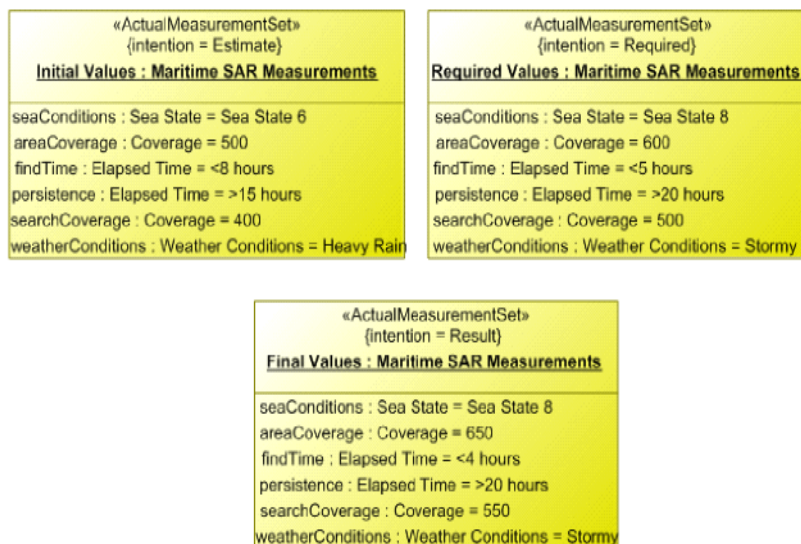 «ActualMeasurementSet»
{intention = Estimate}
Initial Values : Maritime SAR Measurements
seaConditions : Sea State = Sea State 6
areaCoverage : Coverage = 500
findTime : Elapsed Time = <8 hours
persistence : Elapsed Time = >15 hours
searchCoverage : Coverage = 400
weatherConditions : Weather Conditions = Heavy Rain
«ActualMeasurementSet»
{intention = Required}
Required Values : Maritime SAR Measurements
seaConditions : Sea State = Sea State 8
areaCoverage : Coverage = 600
findTime : Elapsed Time = <5 hours
persistence : Elapsed Time = >20 hours
searchCoverage : Coverage = 500
weatherConditions : Weather Conditions = Stormy
«ActualMeasurementSet»
{intention = Result}
Final Values : Maritime SAR Measurements
seaConditions : Sea State = Sea State 8
areaCoverage : Coverage = 650
findTime : Elapsed Time = <4 hours
persistence : Elapsed Time = >20 hours
searchCoverage : Coverage = 550
weatherConditions : Weather Conditions = Stormy